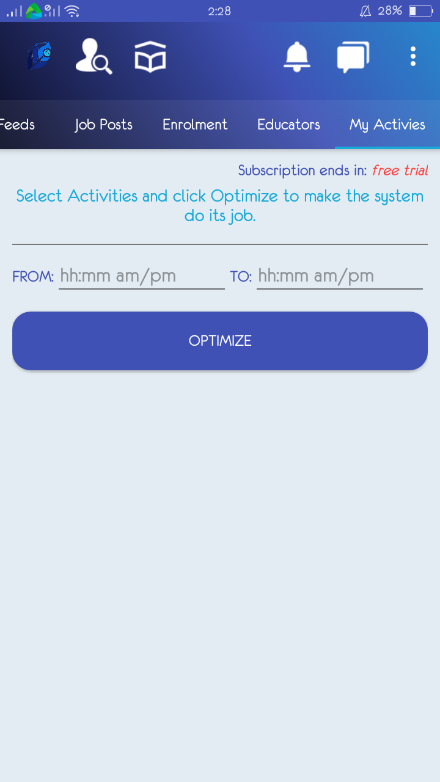 2:28
28%
Feeds Job Posts Enrolment Educators My Activies
Subscription ends in: free trial
Select Activities and click Optimize to make the system
do its job.
FROM: hh:mm am/pm TO: hh:mm am/pm
OPTIMIZE